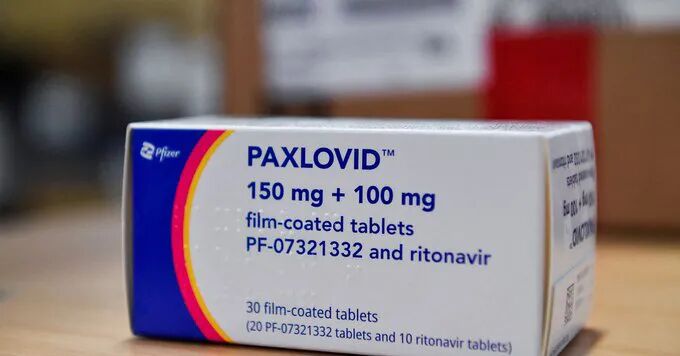 Pfizer
PAXLOVID™
150 mg + 100 mg
film-coated tablets
PF-07321332 and ritonavir
30 film-coated tablets
(20 PF-07321332 tablets and 10 ritonavir tablets)